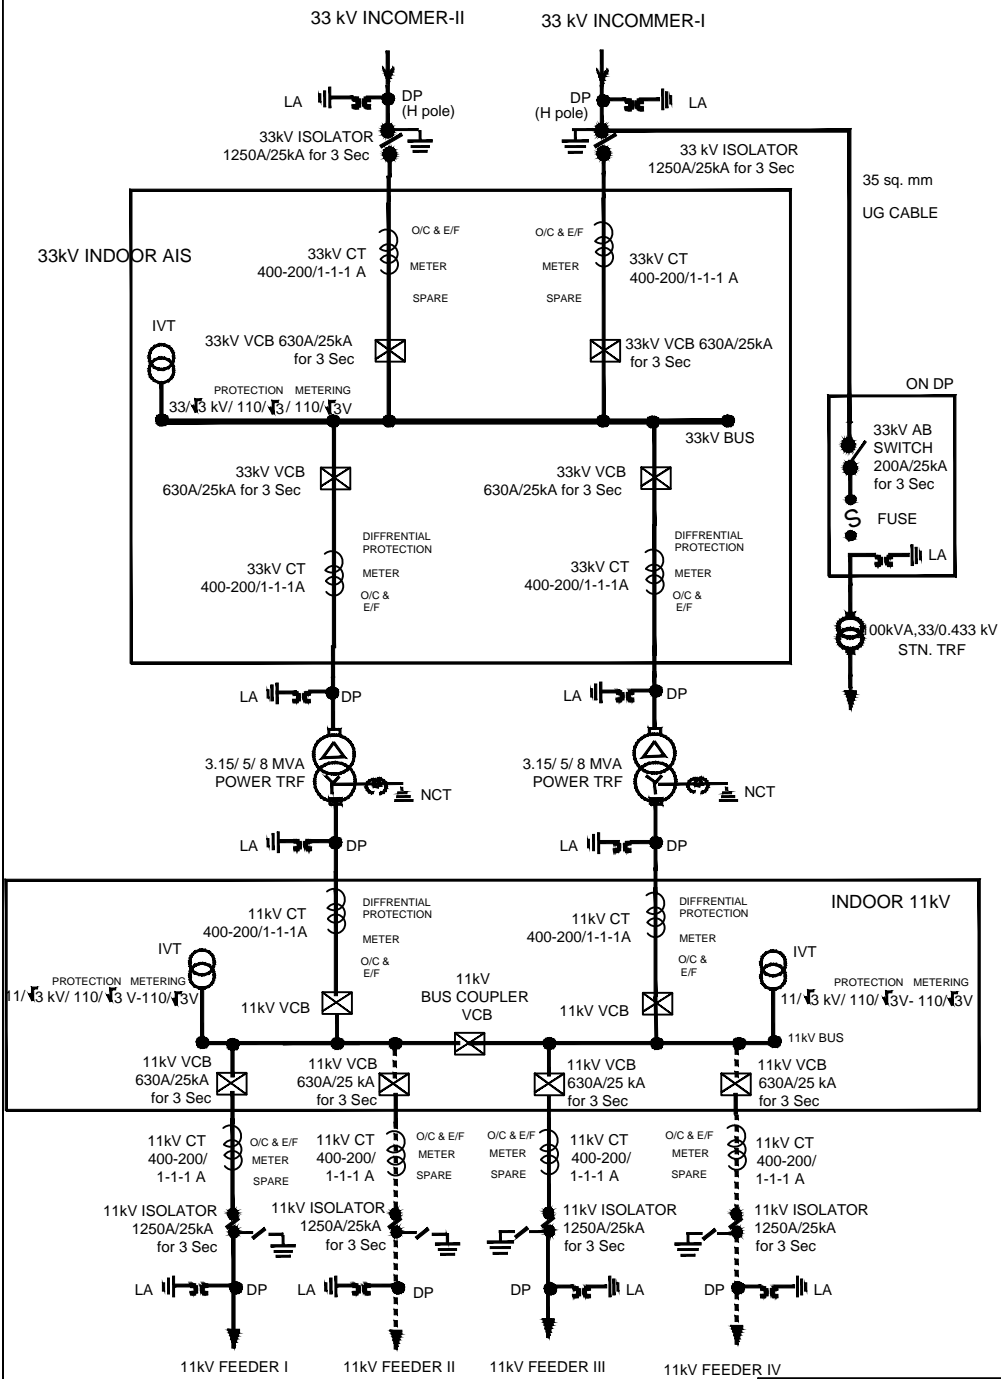 33 kV INCOMER-II
33 kV INCOMMER-I
LA
DP
(H pole)
DP
(H pole)
LA
33kV ISOLATOR
1250A/25kA for 3 Sec
33 kV ISOLATOR
1250A/25kA for 3 Sec
35 sq. mm
UG CABLE
33kV INDOOR AIS
33kV CT
400-200/1-1-1 A
O/C & E/F
METER
SPARE
O/C & E/F
METER
SPARE
33kV CT
400-200/1-1-1 A
IVT
33kV VCB 630A/25kA
for 3 Sec
33kV VCB 630A/25kA
for 3 Sec
PROTECTION METERING
33/√3 kV/ 110/√3/ 110/√3V
33kV BUS
ON DP
33kV AB
SWITCH
200A/25kA
for 3 Sec
FUSE
LA
100kVA,33/0.433 kV
STN. TRF
33kV VCB
630A/25kA for 3 Sec
33kV VCB
630A/25kA for 3 Sec
33kV CT
400-200/1-1-1A
DIFFRENTIAL
PROTECTION
METER
O/C &
E/F
33kV CT
400-200/1-1-1A
DIFFRENTIAL
PROTECTION
METER
O/C &
E/F
LA
DP
LA
DP
3.15/ 5/ 8 MVA
POWER TRF
NCT
3.15/ 5/ 8 MVA
POWER TRF
NCT
LA
DP
LA
DP
INDOOR 11kV
11kV CT
400-200/1-1-1A
DIFFRENTIAL
PROTECTION
METER
O/C &
E/F
11kV CT
400-200/1-1-1A
DIFFRENTIAL
PROTECTION
METER
O/C &
E/F
IVT
PROTECTION METERING
11/√3 kV/ 110/√3 V-110/√3V
11kV VCB
11kV
BUS COUPLER
VCB
11kV VCB
IVT
PROTECTION METERING
11/√3 kV/ 110/√3V- 110/√3V
11kV BUS
11kV VCB
630A/25kA
for 3 Sec
11kV VCB
630A/25 kA
for 3 Sec
11kV VCB
630A/25 kA
for 3 Sec
11kV VCB
630A/25 kA
for 3 Sec
11kV CT
400-200/
1-1-1 A
O/C & E/F
METER
SPARE
11kV CT
400-200/
1-1-1 A
O/C & E/F
METER
SPARE
O/C & E/F
METER
SPARE
11kV CT
400-200/
1-1-1 A
O/C & E/F
METER
SPARE
11kV CT
400-200/
1-1-1 A
11kV ISOLATOR
1250A/25kA
for 3 Sec
11kV ISOLATOR
1250A/25kA
for 3 Sec
11kV ISOLATOR
1250A/25kA
for 3 Sec
11kV ISOLATOR
1250A/25kA
for 3 Sec
LA
DP
LA
DP
DP
LA
DP
LA
11kV FEEDER I
11kV FEEDER II
11kV FEEDER III
11kV FEEDER IV